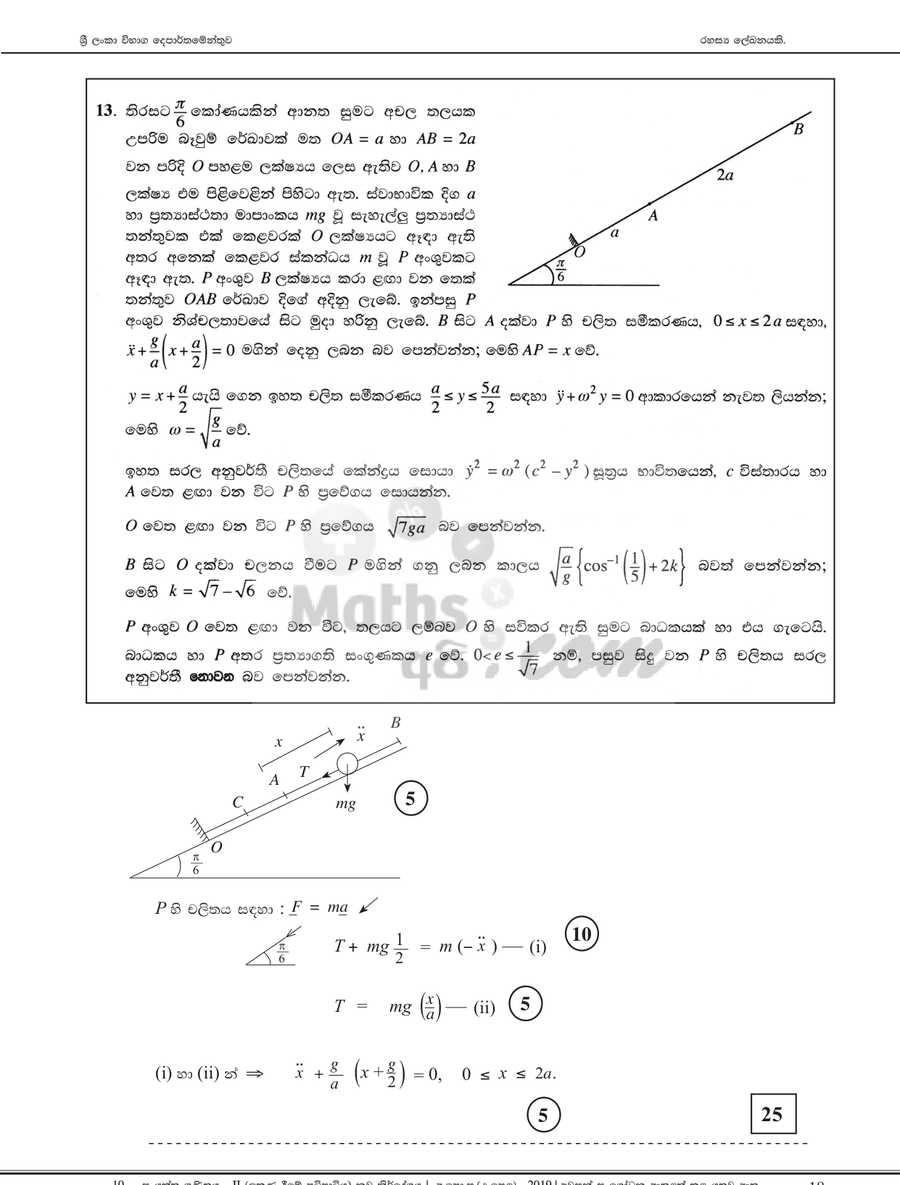 ශ්‍රී ලංකා විභාග දෙපාර්තමේන්තුව
රහස්‍ය ලේඛනයකි.
13. තිරසට π/6 කෝණයකින් ආනත සුමට අචල තලයක
උපරිම බෑවුම් රේඛාවක් මත OA = a හා AB = 2a
වන පරිදි O පහළම ලක්ෂ්‍යය ලෙස ඇතිව O, A හා B
ලක්ෂ්‍ය එම පිළිවෙළින් පිහිටා ඇත. ස්වාභාවික දිග a
හා ප්‍රත්‍යාස්ථතා මාපාංකය mg වූ සැහැල්ලු ප්‍රත්‍යාස්ථ
තන්තුවක එක් කෙළවරක් O ලක්ෂ්‍යයට ඈඳා ඇති
අතර අනෙක් කෙළවර ස්කන්ධය m වූ P අංශුවකට
ඈඳා ඇත. P අංශුව B ලක්ෂ්‍යය කරා ළඟා වන තෙක්
තන්තුව OAB රේඛාව දිගේ අදිනු ලැබේ. ඉන්පසු P
අංශුව නිශ්චලතාවයේ සිට මුදා හරිනු ලැබේ. B සිට A දක්වා P හි චලිත සමීකරණය, 0 ≤ x ≤ 2a සඳහා,
ẍ + g/a (x + a/2) = 0 මගින් දෙනු ලබන බව පෙන්වන්න; මෙහි AP = x වේ.
y = x + a/2 යැයි ගෙන ඉහත චලිත සමීකරණය a/2 ≤ y ≤ 5a/2 සඳහා ÿ + ω² y = 0 ආකාරයෙන් නැවත ලියන්න;
මෙහි ω = √(g/a) වේ.
ඉහත සරල අනුවර්තී චලිතයේ කේන්ද්‍රය සොයා ẏ² = ω² (c² − y²) සූත්‍රය භාවිතයෙන්, c විස්තාරය හා
A වෙත ළඟා වන විට P හි ප්‍රවේගය සොයන්න.
O වෙත ළඟා වන විට P හි ප්‍රවේගය √7ga බව පෙන්වන්න.
B සිට O දක්වා චලනය වීමට P මගින් ගනු ලබන කාලය √(a/g) {cos⁻¹ (1/5) + 2k} බවත් පෙන්වන්න;
මෙහි k = √7 − √6 වේ.
P අංශුව O වෙත ළඟා වන විට, තලයට ලම්බව O හි සවිකර ඇති සුමට බාධකයක් හා එය ගැටෙයි.
බාධකය හා P අතර ප්‍රත්‍යාගති සංගුණකය e වේ. 0 < e ≤ 1/√7 නම්, පසුව සිදු වන P හි චලිතය සරල
අනුවර්තී නොවන බව පෙන්වන්න.
B
2a
A
a
O
π/6
Maths
අපි .com
B
x
ẍ
A
T
C
mg
5
O
π/6
P හි චලිතය සඳහා : F = ma ↙
π/6
T + mg 1/2 = m (− ẍ ) — (i)
10
T = mg (x/a) — (ii)
5
(i) හා (ii) න් ⇒ ẍ + g/a (x + g/2) = 0, 0 ≤ x ≤ 2a.
5
25